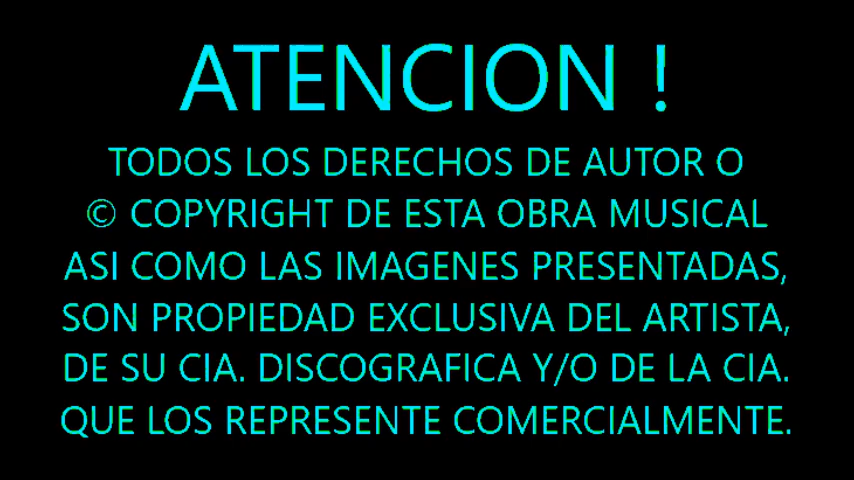 ATENCION !
TODOS LOS DERECHOS DE AUTOR O
© COPYRIGHT DE ESTA OBRA MUSICAL
ASI COMO LAS IMAGENES PRESENTADAS,
SON PROPIEDAD EXCLUSIVA DEL ARTISTA,
DE SU CIA. DISCOGRAFICA Y/O DE LA CIA.
QUE LOS REPRESENTE COMERCIALMENTE.